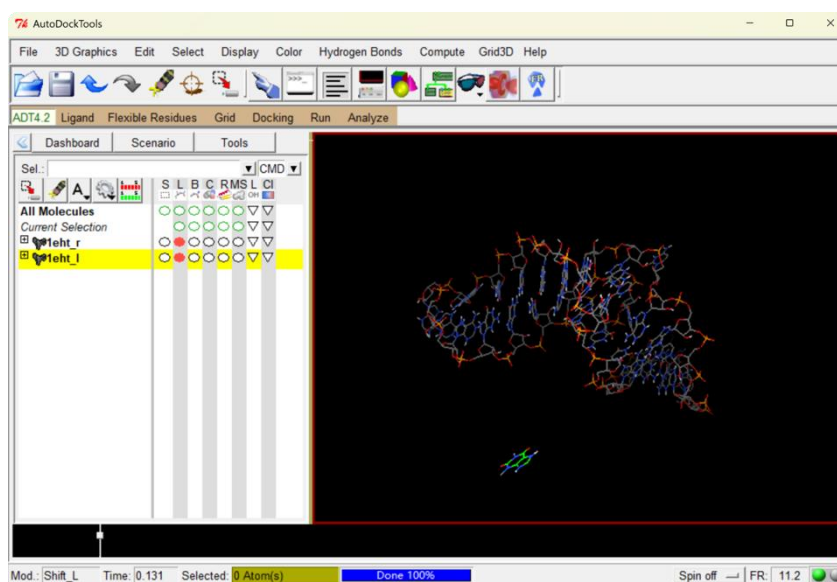 AutoDockTools
File 3D Graphics Edit Select Display Color Hydrogen Bonds Compute Grid3D Help
ADT4.2 Ligand Flexible Residues Grid Docking Run Analyze
Dashboard Scenario Tools
Sel.: CMD
S L B C R MS L Cl
All Molecules
Current Selection
1eht_r
1eht_l
Mod.: Shift_L Time: 0.131 Selected: 0 Atom(s) Done 100% Spin off FR: 11.2